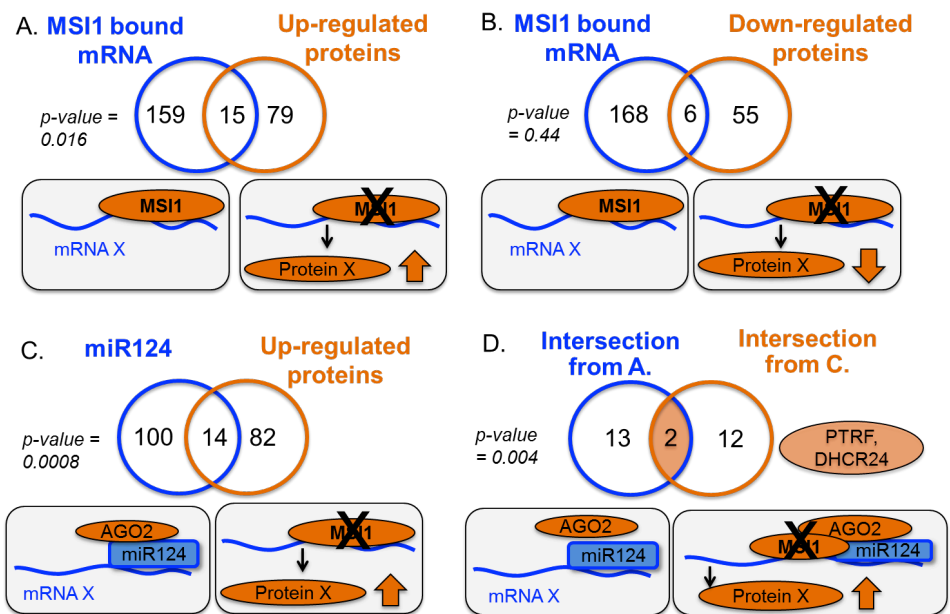 A.
MSI1 bound
mRNA
Up-regulated
proteins
p-value =
0.016
159
15
79
MSI1
mRNA X
MSI1
Protein X
B.
MSI1 bound
mRNA
Down-regulated
proteins
p-value
= 0.44
168
6
55
MSI1
mRNA X
MSI1
Protein X
C.
miR124
Up-regulated
proteins
p-value =
0.0008
100
14
82
AGO2
miR124
mRNA X
MSI1
Protein X
D.
Intersection
from A.
Intersection
from C.
p-value
= 0.004
13
2
12
PTRF,
DHCR24
AGO2
miR124
mRNA X
AGO2
MSI1
miR124
Protein X